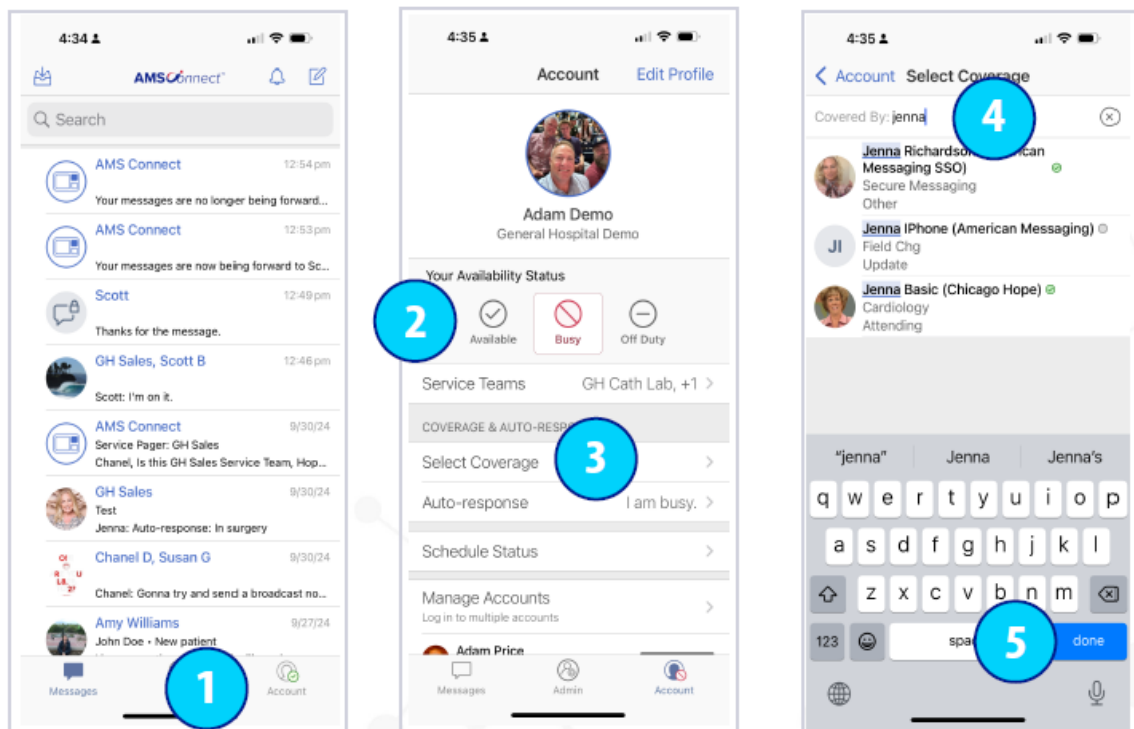 4:34
AMSConnect
Search
AMS Connect 12:54 pm
Your messages are no longer being forward...
AMS Connect 12:53 pm
Your messages are now being forward to Sc...
Scott 12:49 pm
Thanks for the message.
GH Sales, Scott B 12:46 pm
Scott: I'm on it.
AMS Connect 9/30/24
Service Pager: GH Sales
Chanel, Is this GH Sales Service Team, Hop...
GH Sales 9/30/24
Test
Jenna: Auto-response: In surgery
Chanel D, Susan G 9/30/24
Chanel: Gonna try and send a broadcast no...
Amy Williams 9/27/24
John Doe • New patient
Messages
1
Account
4:35
Account Edit Profile
Adam Demo
General Hospital Demo
Your Availability Status
2
Available Busy Off Duty
Service Teams GH Cath Lab, +1
COVERAGE & AUTO-RESP
3
Select Coverage
Auto-response I am busy.
Schedule Status
Manage Accounts
Log in to multiple accounts
Adam Price
Messages Admin Account
4:35
Account Select Coverage
Covered By: jenna
4
Jenna Richardson
Messaging SSO)
Secure Messaging
Other
JI
Jenna IPhone (American Messaging)
Field Chg
Update
Jenna Basic (Chicago Hope)
Cardiology
Attending
"jenna" Jenna Jenna's
q w e r t y u i o p
a s d f g h j k l
z x c v b n m
123 spa 5 done